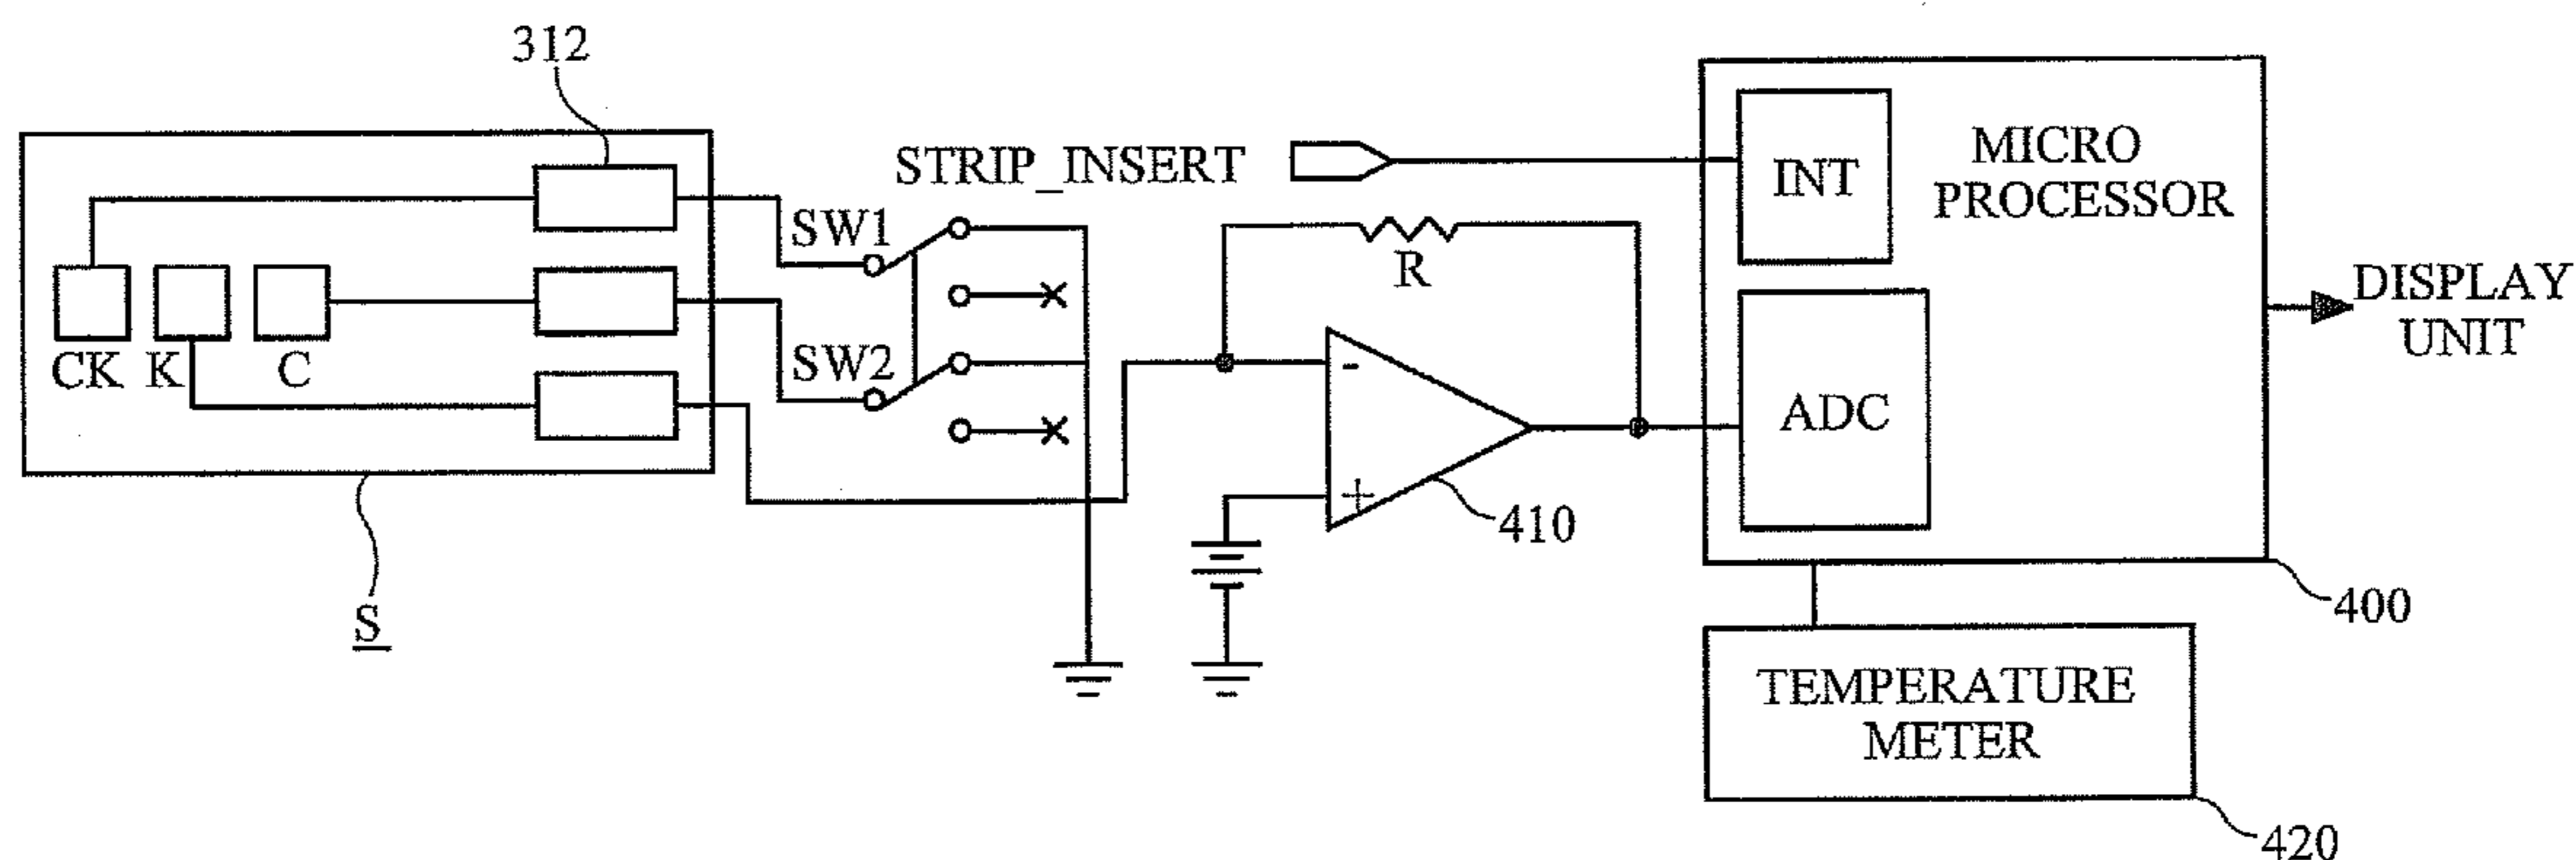 312
STRIP_INSERT
INT
MICRO
PROCESSOR
SW1
R
DISPLAY
UNIT
CK
K
C
SW2
-
ADC
+
410
S
400
TEMPERATURE
METER
420